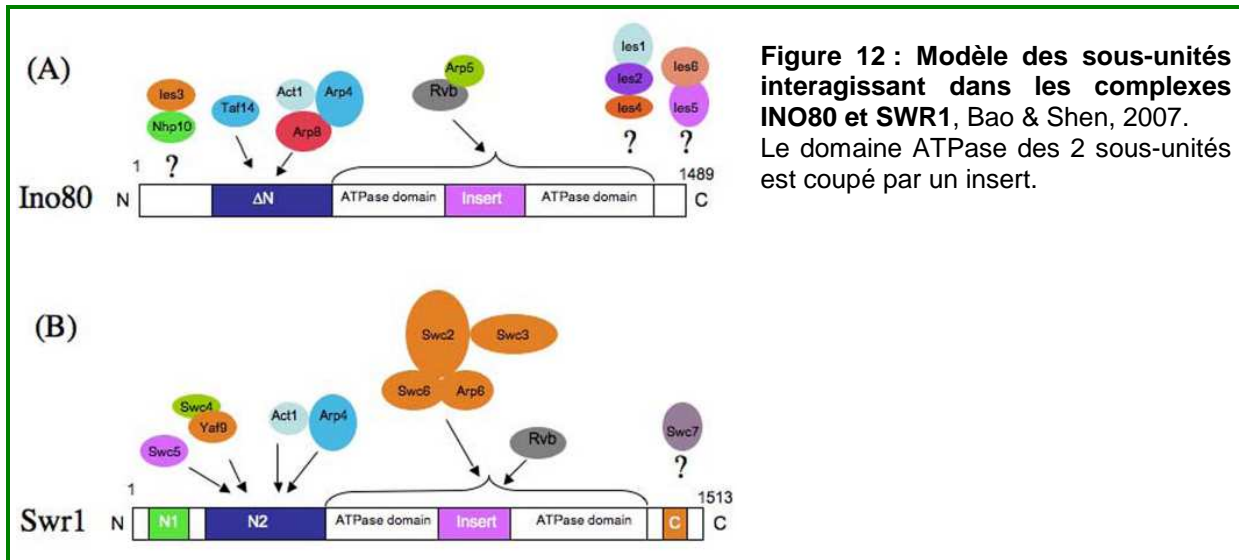 (A)
Ies3
Nhp10
?
Taf14
Act1
Arp4
Arp8
Arp5
Rvb
Ies1
Ies2
Ies4
?
Ies6
Ies5
?
1
1489
Ino80 N ΔN ATPase domain Insert ATPase domain C
(B)
Swc2 Swc3
Swc6 Arp6
Swc4
Yaf9
Swc5
Act1
Arp4
Rvb
Swc7
?
1
1513
Swr1 N N1 N2 ATPase domain Insert ATPase domain C C
Figure 12 : Modèle des sous-unités
interagissant dans les complexes
INO80 et SWR1, Bao & Shen, 2007.
Le domaine ATPase des 2 sous-unités
est coupé par un insert.